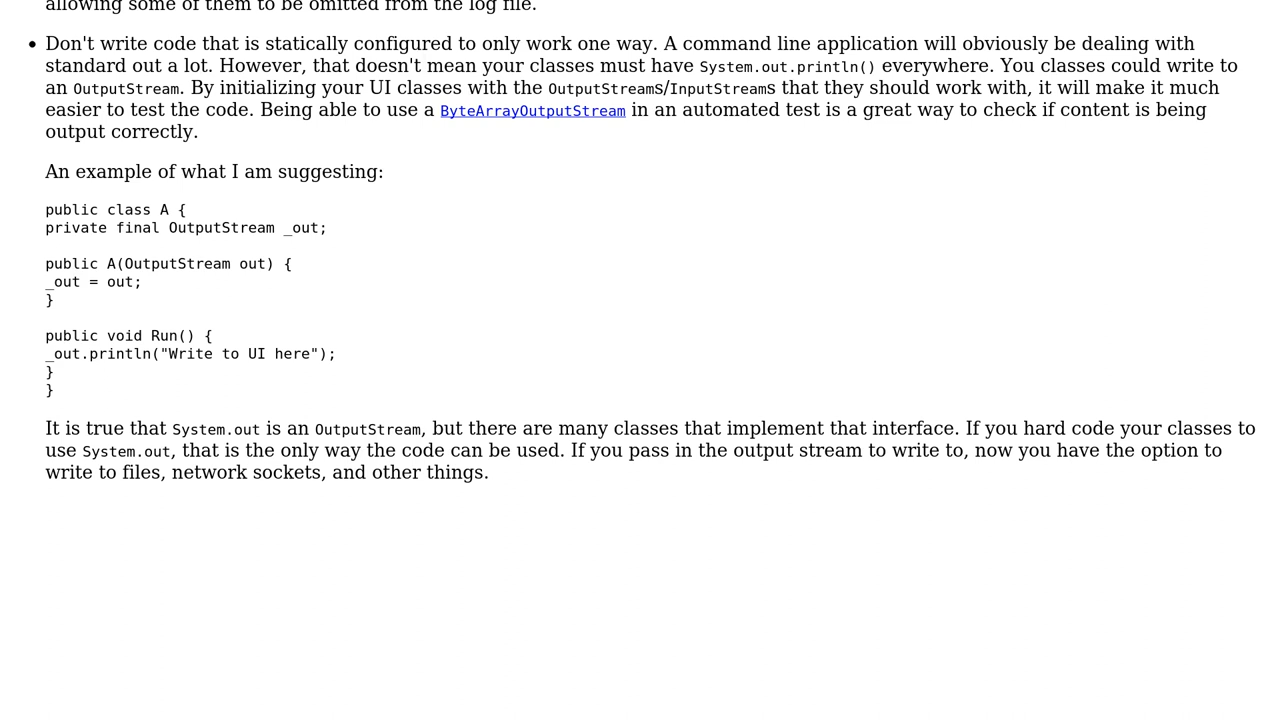 allowing some of them to be omitted from the log file.
• Don't write code that is statically configured to only work one way. A command line application will obviously be dealing with
standard out a lot. However, that doesn't mean your classes must have System.out.println() everywhere. You classes could write to
an OutputStream. By initializing your UI classes with the OutputStreams/InputStreams that they should work with, it will make it much
easier to test the code. Being able to use a ByteArrayOutputStream in an automated test is a great way to check if content is being
output correctly.
An example of what I am suggesting:
public class A {
private final OutputStream _out;
public A(OutputStream out) {
_out = out;
}
public void Run() {
_out.println("Write to UI here");
}
}
It is true that System.out is an OutputStream, but there are many classes that implement that interface. If you hard code your classes to
use System.out, that is the only way the code can be used. If you pass in the output stream to write to, now you have the option to
write to files, network sockets, and other things.